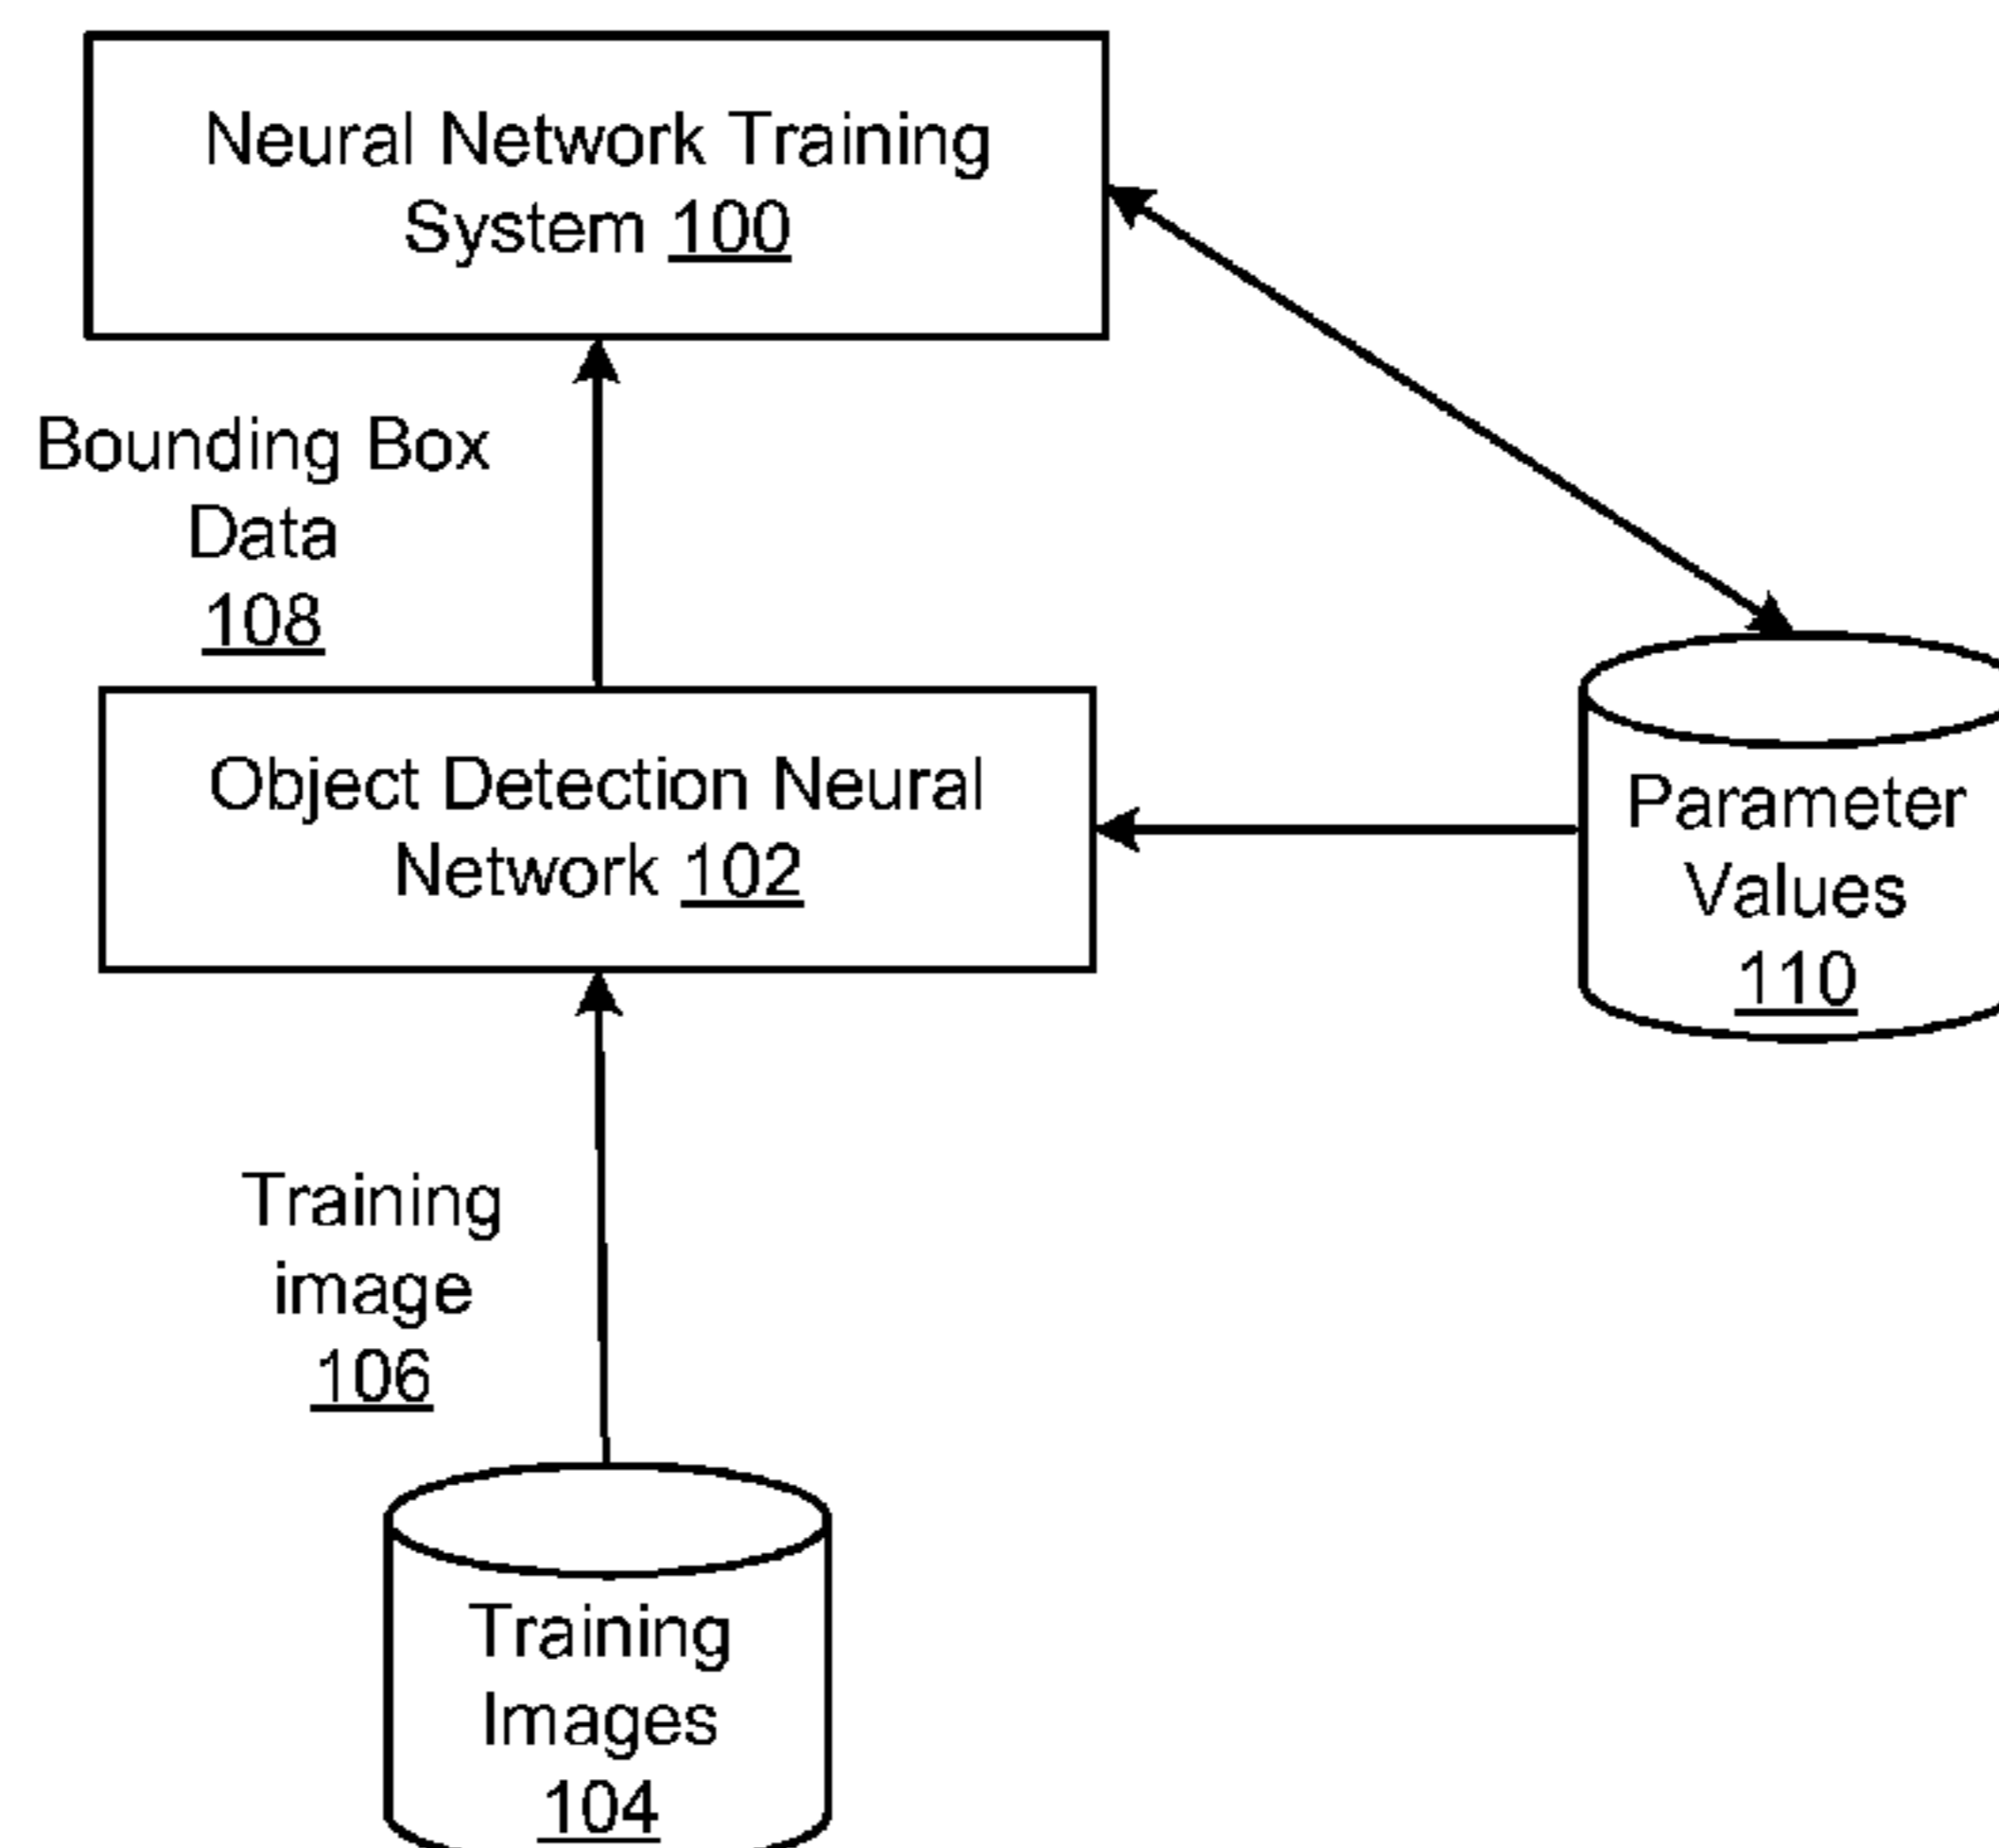 Neural Network Training
System 100
Bounding Box
Data
108
Object Detection Neural
Network 102
Parameter
Values
110
Training
image
106
Training
Images
104